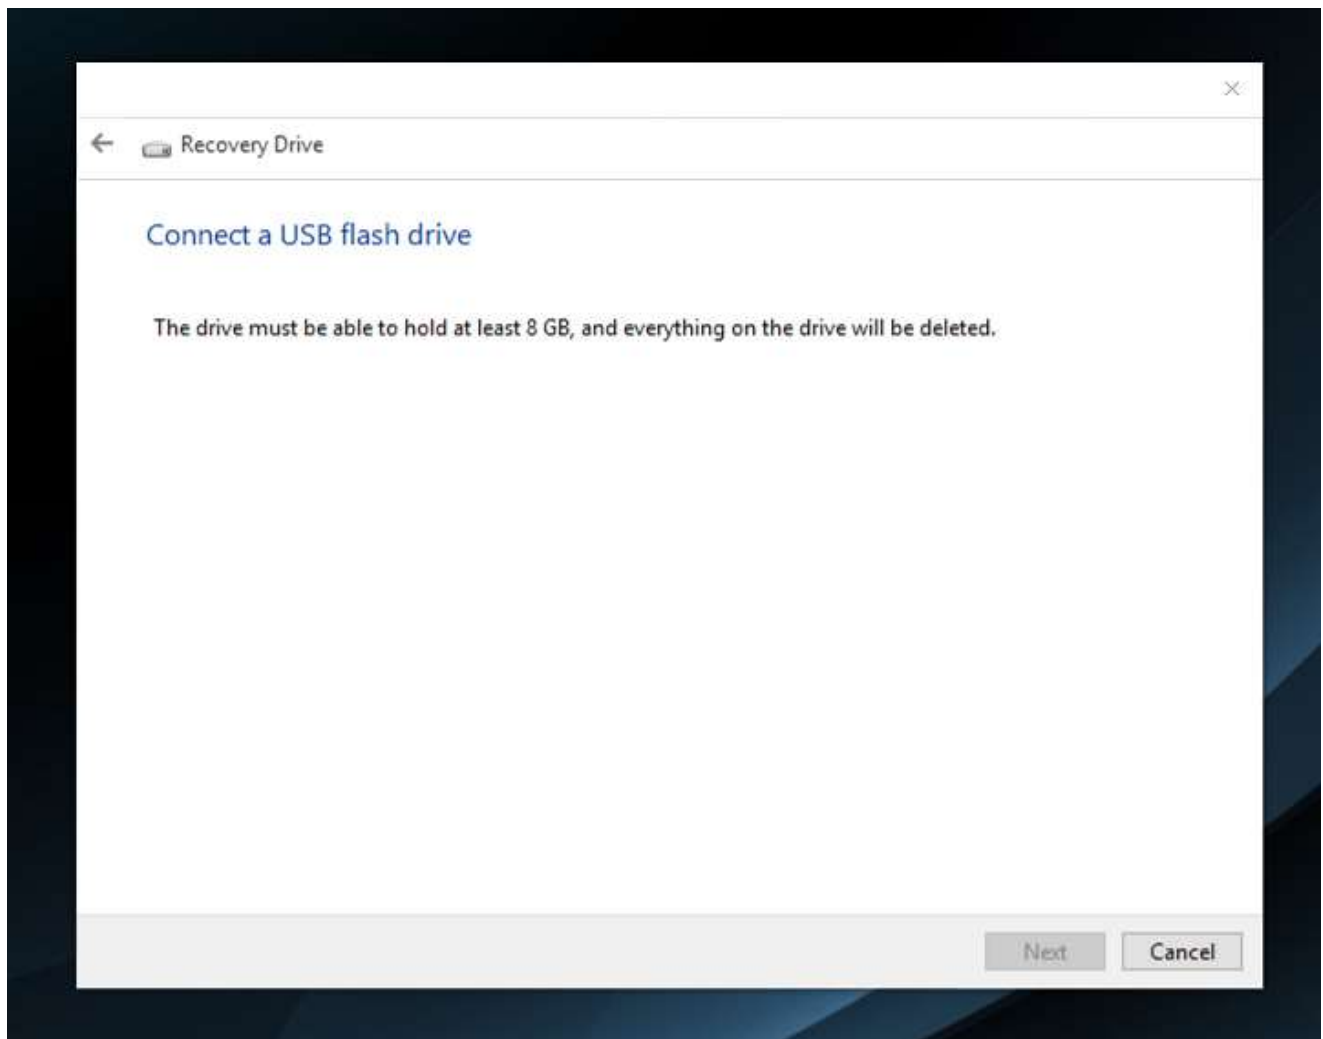 Recovery Drive
Connect a USB flash drive
The drive must be able to hold at least 8 GB, and everything on the drive will be deleted.
Next
Cancel